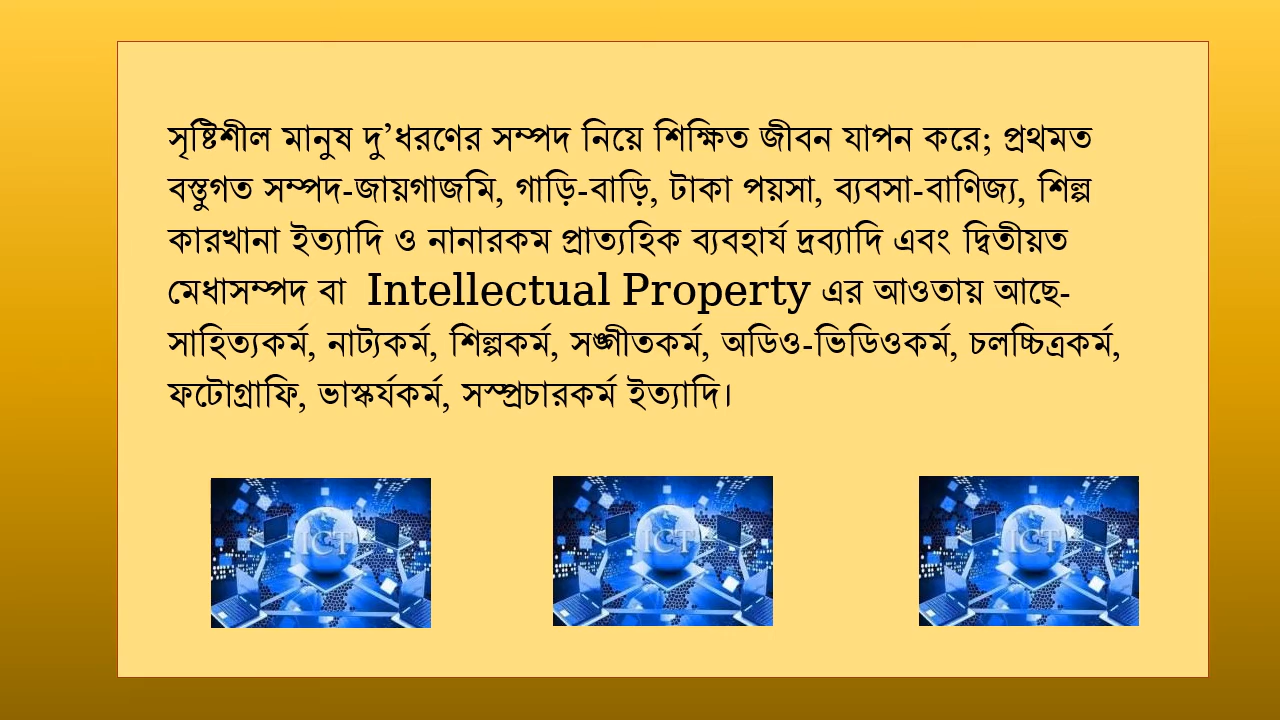 সৃষ্টিশীল মানুষ দু’ধরণের সম্পদ নিয়ে শিক্ষিত জীবন যাপন করে; প্রথমত
বস্তুগত সম্পদ-জায়গাজমি, গাড়ি-বাড়ি, টাকা পয়সা, ব্যবসা-বাণিজ্য, শিল্প
কারখানা ইত্যাদি ও নানারকম প্রাত্যহিক ব্যবহার্য দ্রব্যাদি এবং দ্বিতীয়ত
মেধাসম্পদ বা Intellectual Property এর আওতায় আছে-
সাহিত্যকর্ম, নাট্যকর্ম, শিল্পকর্ম, সঙ্গীতকর্ম, অডিও-ভিডিওকর্ম, চলচ্চিত্রকর্ম,
ফটোগ্রাফি, ভাস্কর্যকর্ম, সস্প্রচারকর্ম ইত্যাদি।
ICT
ICT
ICT